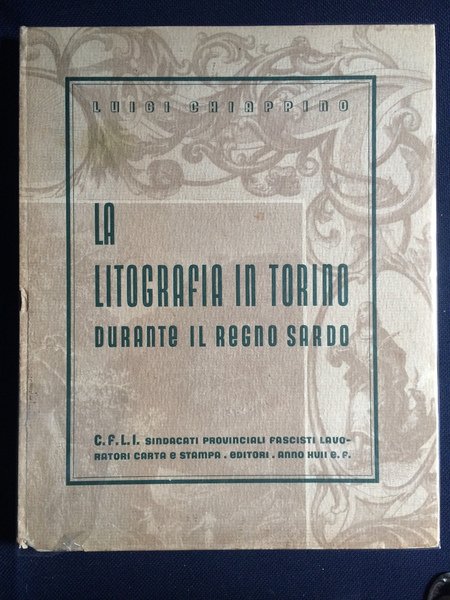 LUIGI CHIAPPINO
LA
LITOGRAFIA IN TORINO
DURANTE IL REGNO SARDO
C.F.L.I. SINDACATI PROVINCIALI FASCISTI LAVO-
RATORI CARTA E STAMPA . EDITORI . ANNO XVII E. F.